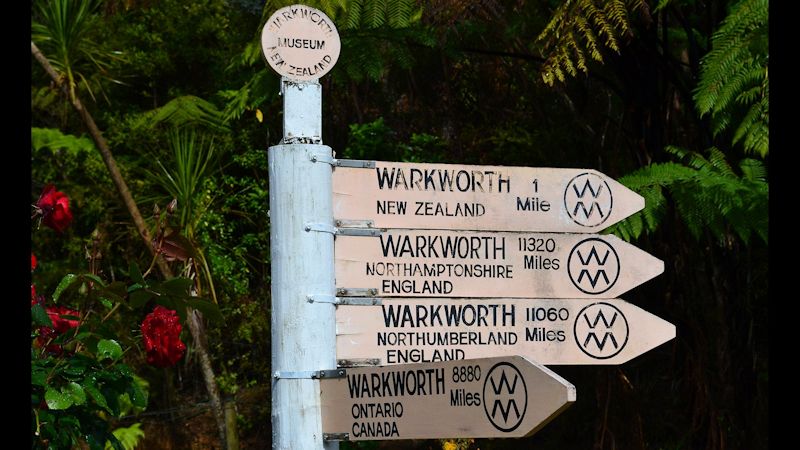 WARKWORTH
MUSEUM
NEW ZEALAND
WARKWORTH 1
NEW ZEALAND Mile
WARKWORTH 11320
NORTHAMPTONSHIRE Miles
ENGLAND
WARKWORTH 11060
NORTHUMBERLAND Miles
ENGLAND
WARKWORTH 8880
ONTARIO Miles
CANADA